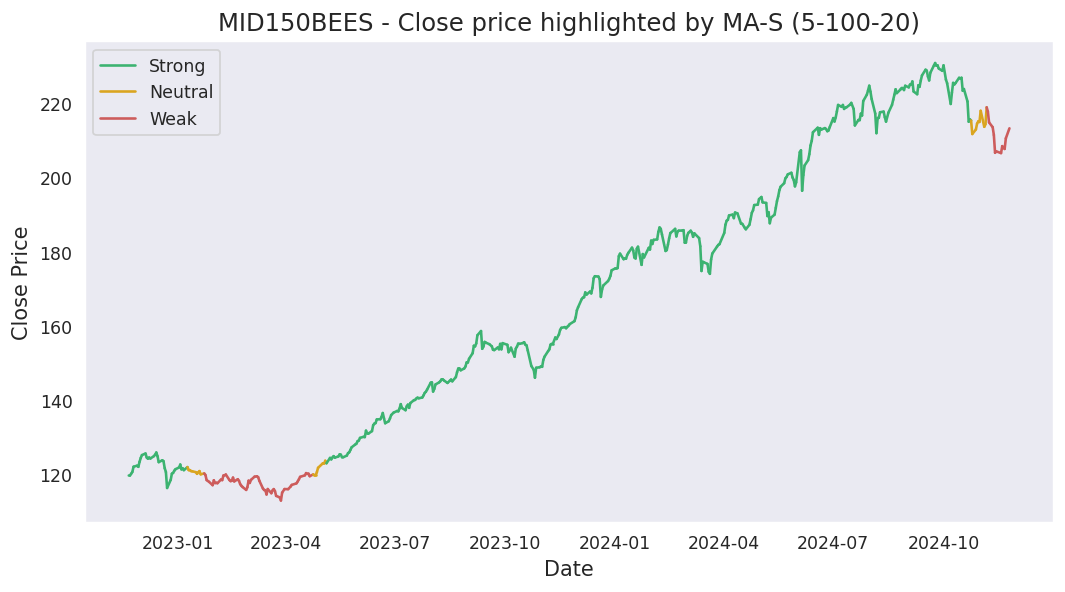 MID150BEES - Close price highlighted by MA-S (5-100-20)
Strong
Neutral
Weak
Close Price
220
200
180
160
140
120
2023-01 2023-04 2023-07 2023-10 2024-01 2024-04 2024-07 2024-10
Date